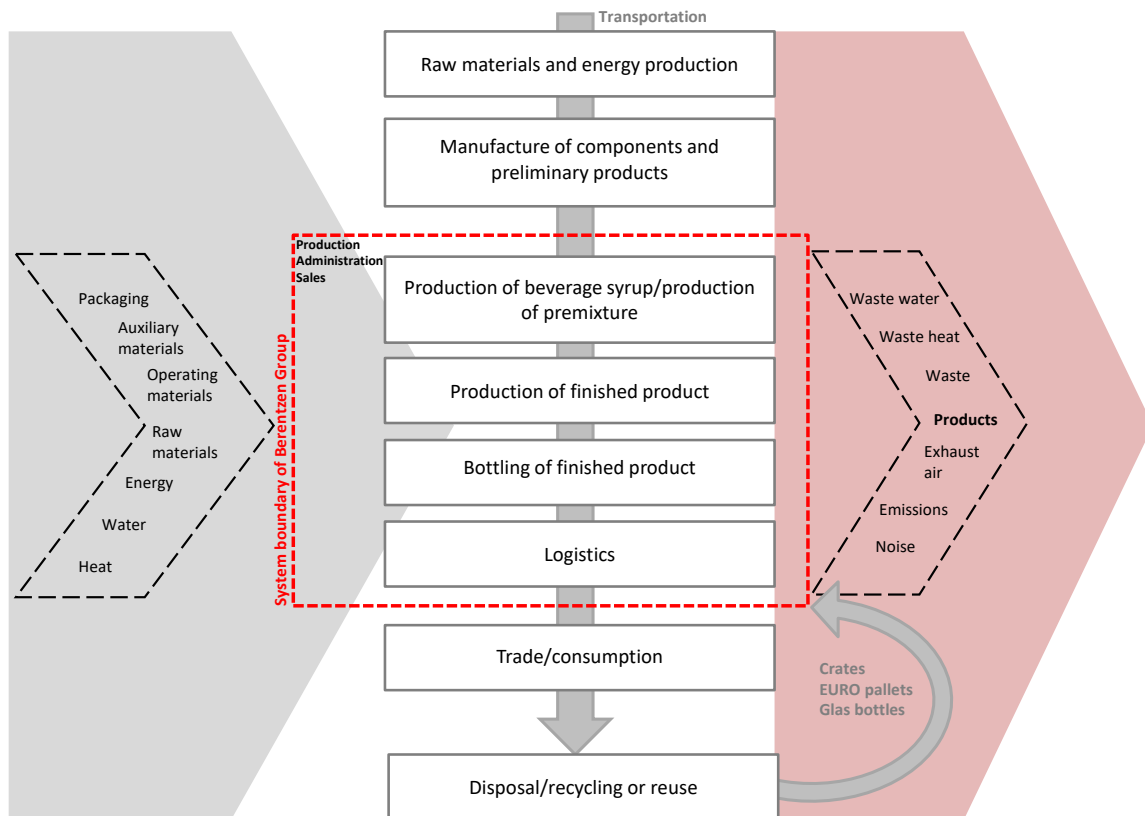 Transportation
Raw materials and energy production
Manufacture of components and
preliminary products
Production
Administration
Sales
System boundary of Berentzen Group
Packaging
Auxiliary
materials
Operating
materials
Raw
materials
Energy
Water
Heat
Production of beverage syrup/production
of premixture
Production of finished product
Bottling of finished product
Logistics
Waste water
Waste heat
Waste
Products
Exhaust
air
Emissions
Noise
Trade/consumption
Crates
EURO pallets
Glas bottles
Disposal/recycling or reuse